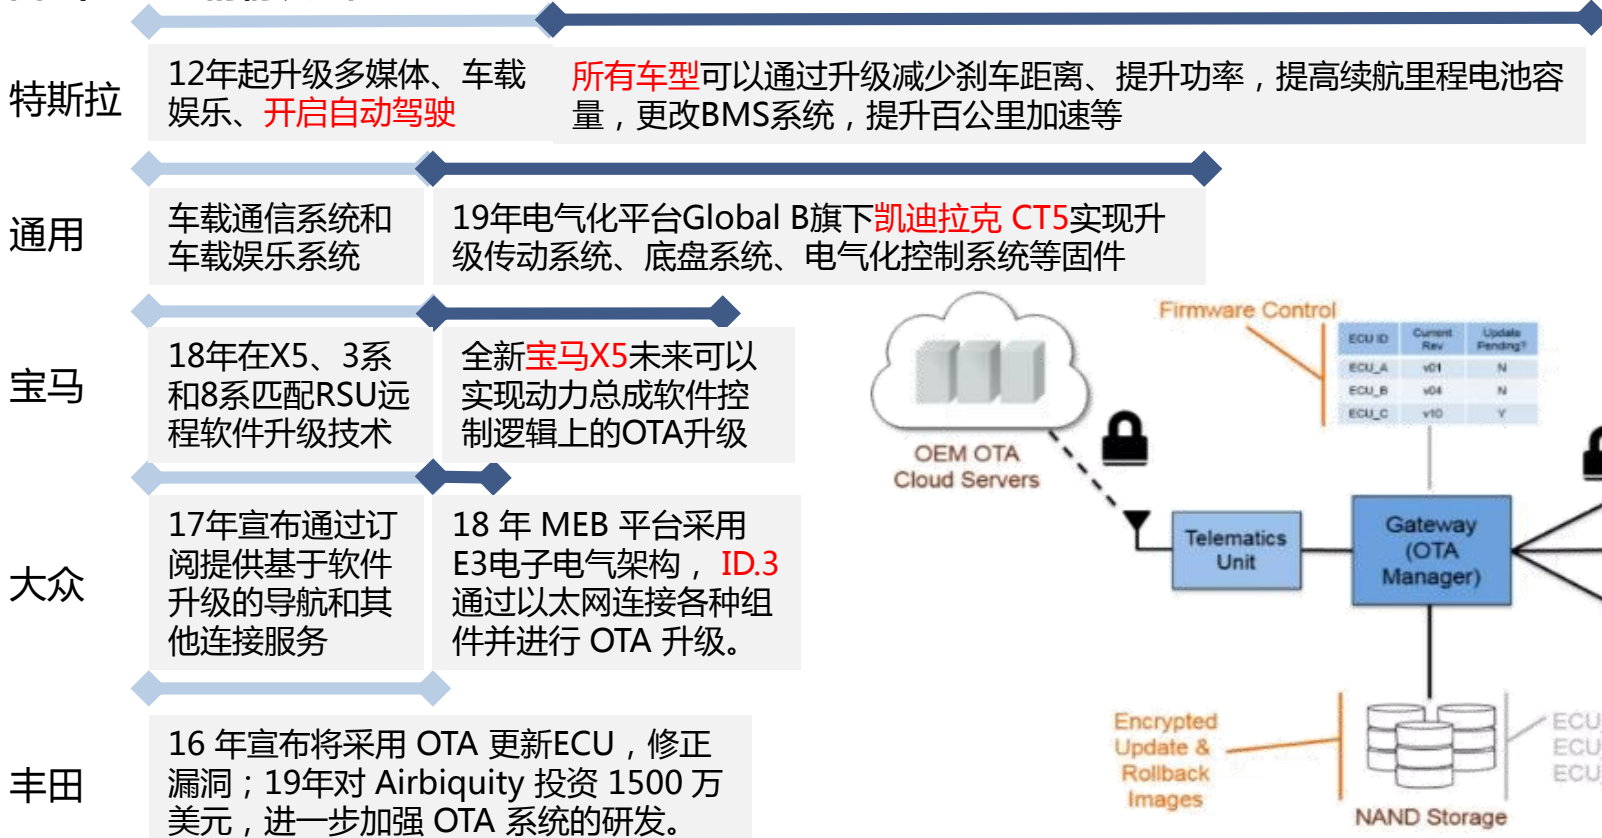 特斯拉
12年起升级多媒体、车载
娱乐、开启自动驾驶
所有车型可以通过升级减少刹车距离、提升功率，提高续航里程电池容
量，更改BMS系统，提升百公里加速等
通用
车载通信系统和
车载娱乐系统
19年电气化平台Global B旗下凯迪拉克 CT5实现升
级传动系统、底盘系统、电气化控制系统等固件
宝马
18年在X5、3系
和8系匹配RSU远
程软件升级技术
全新宝马X5未来可以
实现动力总成软件控
制逻辑上的OTA升级
大众
17年宣布通过订
阅提供基于软件
升级的导航和其
他连接服务
18 年 MEB 平台采用
E3电子电气架构， ID.3
通过以太网连接各种组
件并进行 OTA 升级。
丰田
16 年宣布将采用 OTA 更新ECU，修正
漏洞；19年对 Airbiquity 投资 1500 万
美元，进一步加强 OTA 系统的研发。
Firmware Control
ECU ID Current Rev Update Pending?
ECU_A v01 N
ECU_B v04 N
ECU_C v10 Y
OEM OTA
Cloud Servers
Telematics
Unit
Gateway
(OTA
Manager)
Encrypted
Update &
Rollback
Images
NAND Storage
ECU
ECU
ECU